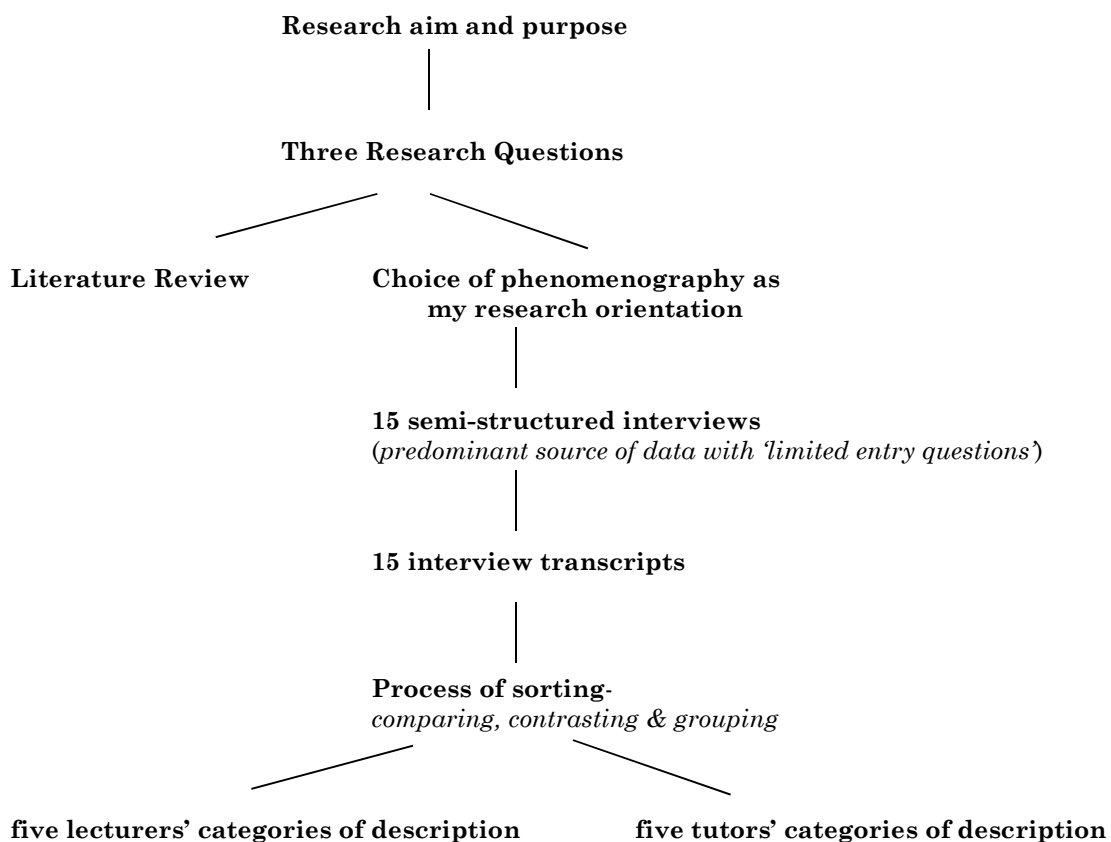 Research aim and purpose
Three Research Questions
Literature Review
Choice of phenomenography as
my research orientation
15 semi-structured interviews
(predominant source of data with ‘limited entry questions’)
15 interview transcripts
Process of sorting-
comparing, contrasting & grouping
five lecturers’ categories of description
five tutors’ categories of description